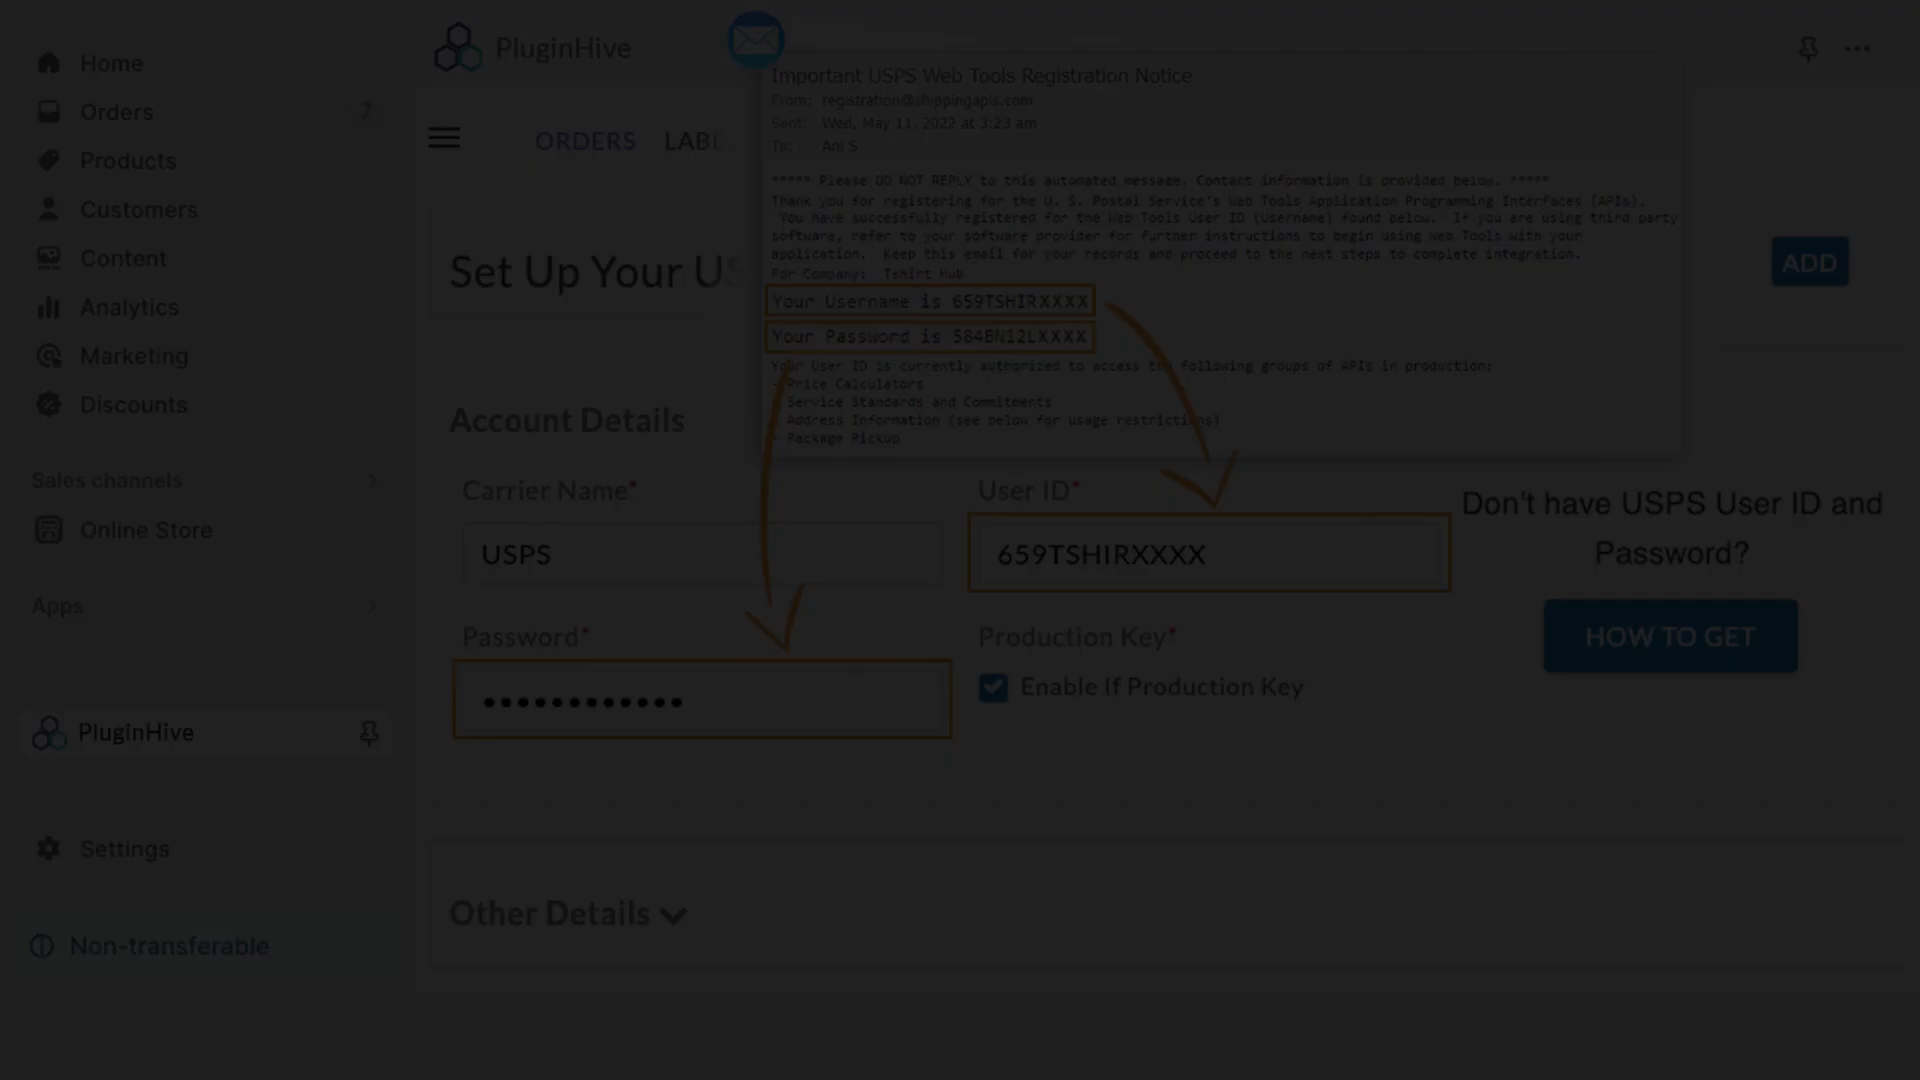 Home
Orders 7
Products
Customers
Content
Analytics
Marketing
Discounts
Sales channels
Online Store
Apps
PluginHive
Settings
Non-transferable
PluginHive
ORDERS
Set Up Your US
ADD
Important USPS Web Tools Registration Notice
From: registration@shippingapis.com
Sent: Wed, May 11, 2022 at 3:23 am
To: Ani S
***** Please DO NOT REPLY to this automated message. Contact information is provided below. *****
Thank you for registering for the U. S. Postal Service's Web Tools Application Programming Interfaces (APIs).
You have successfully registered for the Web Tools User ID (Username) found below. If you are using third party
software, refer to your software provider for further instructions to begin using Web Tools with your
application. Keep this email for your records and proceed to the next steps to complete integration.
For Company: Tshirt Hub
Your Username is 659TSHIRXXXX
Your Password is 584BN12LXXXX
Your User ID is currently authorized to access the following groups of APIs in production:
- Price Calculators
Service Standards and Commitments
Address Information (see below for usage restrictions)
- Package Pickup
Account Details
Carrier Name*
USPS
User ID*
659TSHIRXXXX
Password*
••••••••••••
Production Key*
Enable If Production Key
Don't have USPS User ID and
Password?
HOW TO GET
Other Details